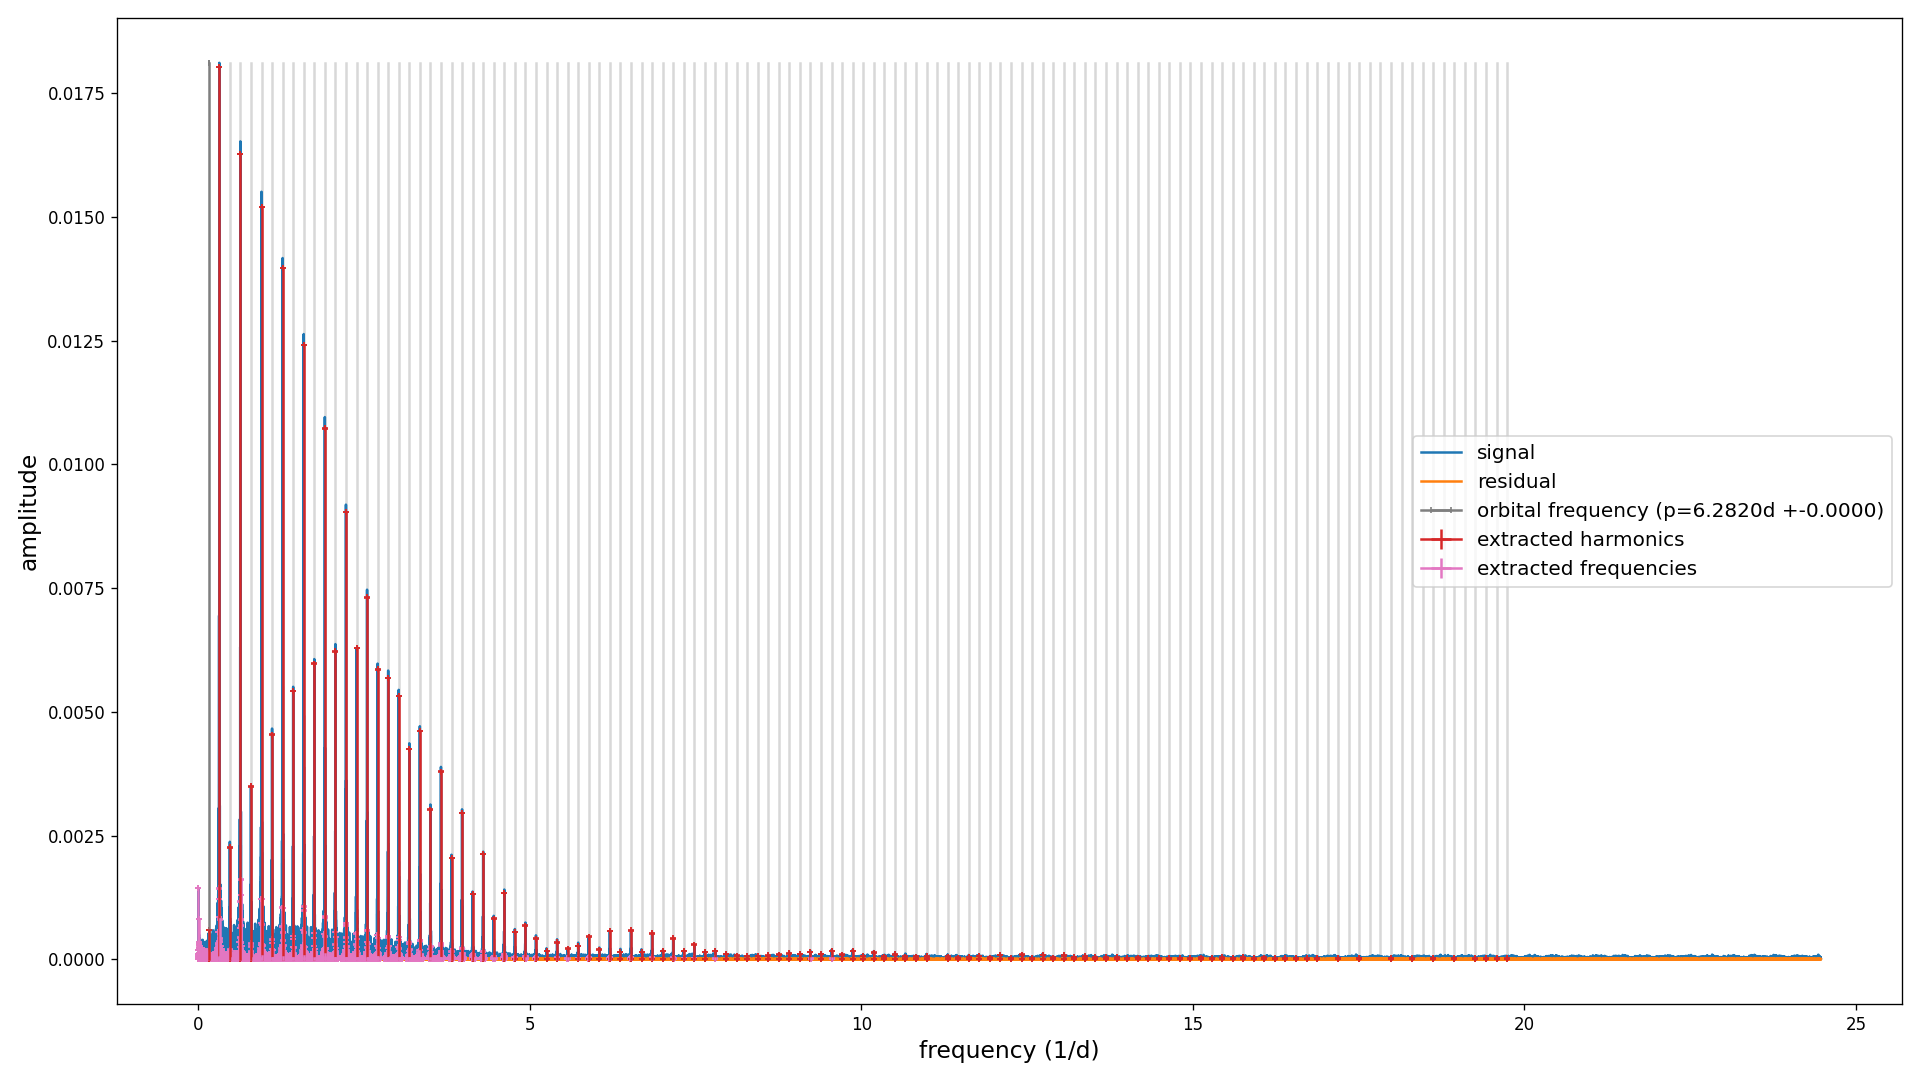 0.0175
0.0150
0.0125
0.0100
0.0075
0.0050
0.0025
0.0000
amplitude
signal
residual
orbital frequency (p=6.2820d +-0.0000)
extracted harmonics
extracted frequencies
0 5 10 15 20 25
frequency (1/d)